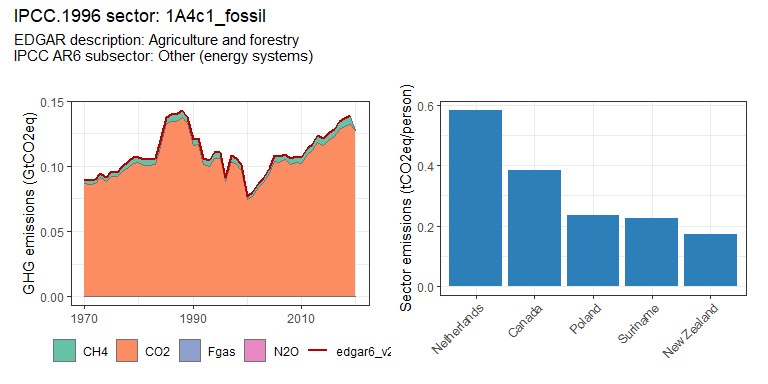 IPCC.1996 sector: 1A4c1_fossil
EDGAR description: Agriculture and forestry
IPCC AR6 subsector: Other (energy systems)
GHG emissions (GtCO2eq)
0.15
0.10
0.05
0.00
1970 1990 2010
CH4 CO2 Fgas N2O edgar6_v2
Sector emissions (tCO2eq/person)
0.6
0.4
0.2
0.0
Netherlands Canada Poland Suriname New Zealand